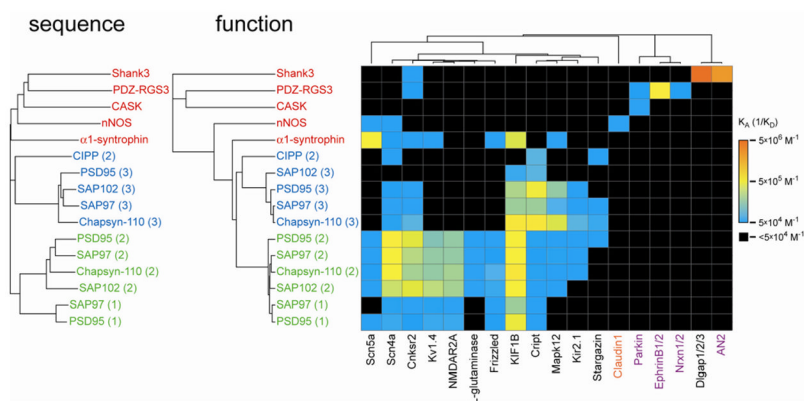 sequence
function
Shank3
PDZ-RGS3
CASK
nNOS
α1-syntrophin
CIPP (2)
PSD95 (3)
SAP102 (3)
SAP97 (3)
Chapsyn-110 (3)
PSD95 (2)
SAP97 (2)
Chapsyn-110 (2)
SAP102 (2)
SAP97 (1)
PSD95 (1)
Shank3
PDZ-RGS3
CASK
nNOS
α1-syntrophin
CIPP (2)
SAP102 (3)
PSD95 (3)
SAP97 (3)
Chapsyn-110 (3)
PSD95 (2)
SAP97 (2)
Chapsyn-110 (2)
SAP102 (2)
SAP97 (1)
PSD95 (1)
KA (1/KD)
5×10⁶ M⁻¹
5×10⁵ M⁻¹
5×10⁴ M⁻¹
<5×10⁴ M⁻¹
Scn5a
Scn4a
Cnksr2
Kv1.4
NMDAR2A
-glutaminase
Frizzled
KIF1B
Cript
Mapk12
Kir2.1
Stargazin
Claudin1
Parkin
EphrinB1/2
Nrxn1/2
Dlgap1/2/3
AN2